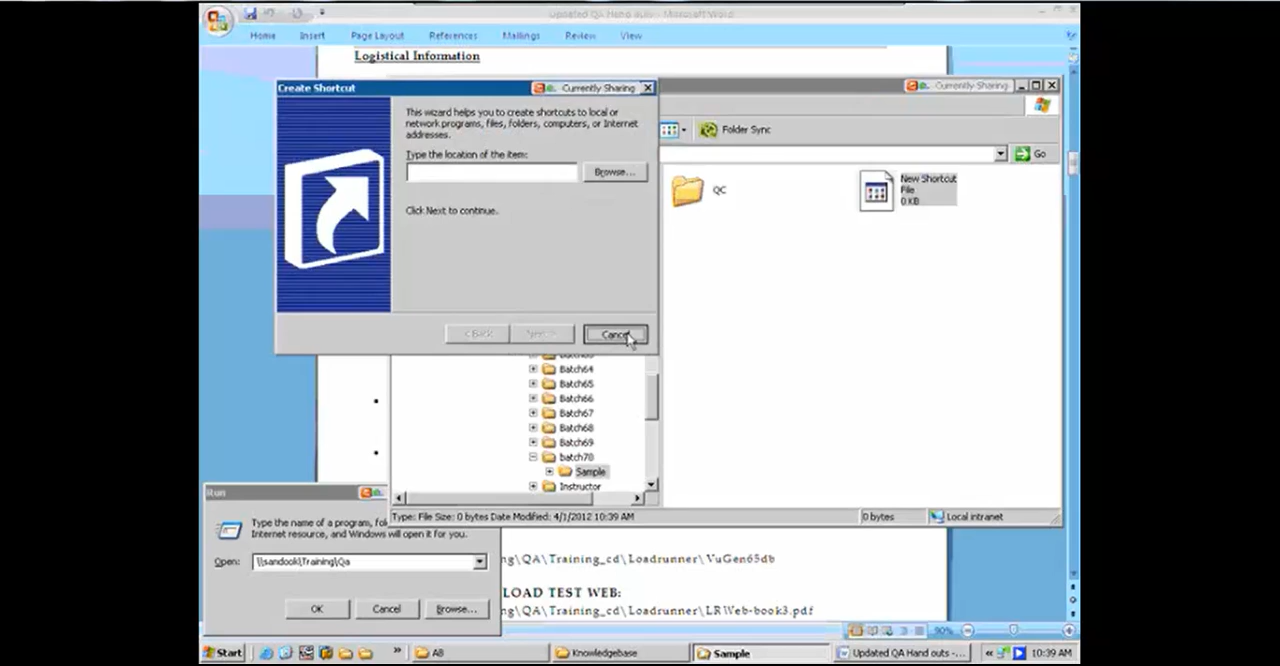 Updated QA Hand outs - Microsoft Word
Home Insert Page Layout References Mailings Review View
Logistical Information
Create Shortcut
Currently Sharing
Currently Sharing
This wizard helps you to create shortcuts to local or
network programs, files, folders, computers, or Internet
addresses.
Type the location of the item:
Browse...
Click Next to continue.
< Back
Cancel
Folder Sync
Go
QC
New Shortcut
File
0 KB
Batch64
Batch65
Batch66
Batch67
Batch68
Batch69
batch70
Sample
Instructor
Type: File Size: 0 bytes Date Modified: 4/1/2012 10:39 AM
0 bytes
Local intranet
Run
Type the name of a program,
Internet resource, and Windows will open it for you.
Open:
\\sandook\Training\Qa
OK Cancel Browse...
\QA\Training_cd\Loadrunner\VuGen65db
LOAD TEST WEB:
\QA\Training_cd\Loadrunner\LRWeb-book3.pdf
90%
Start
A8
Knowledgebase
Sample
Updated QA Hand outs -...
10:39 AM